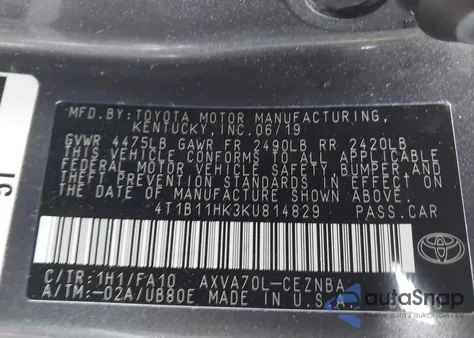 MFD.BY:TOYOTA MOTOR MANUFACTURING,
KENTUCKY,INC.06/19
GVWR 4475LB GAWR FR 2490LB RR 2420LB
THIS VEHICLE CONFORMS TO ALL APPLICABLE
FEDERAL MOTOR VEHICLE SAFETY, BUMPER,AND
THEFT PREVENTION STANDARDS IN EFFECT ON
THE DATE OF MANUFACTURE SHOWN ABOVE.
4T1B11HK3KU814829 PASS.CAR
C/TR:1H1/FA10 AXVA70L-CEZNBA
A/TM:-02A/UB80E MADE IN U.S.A.
TOYOTA
autoSnap